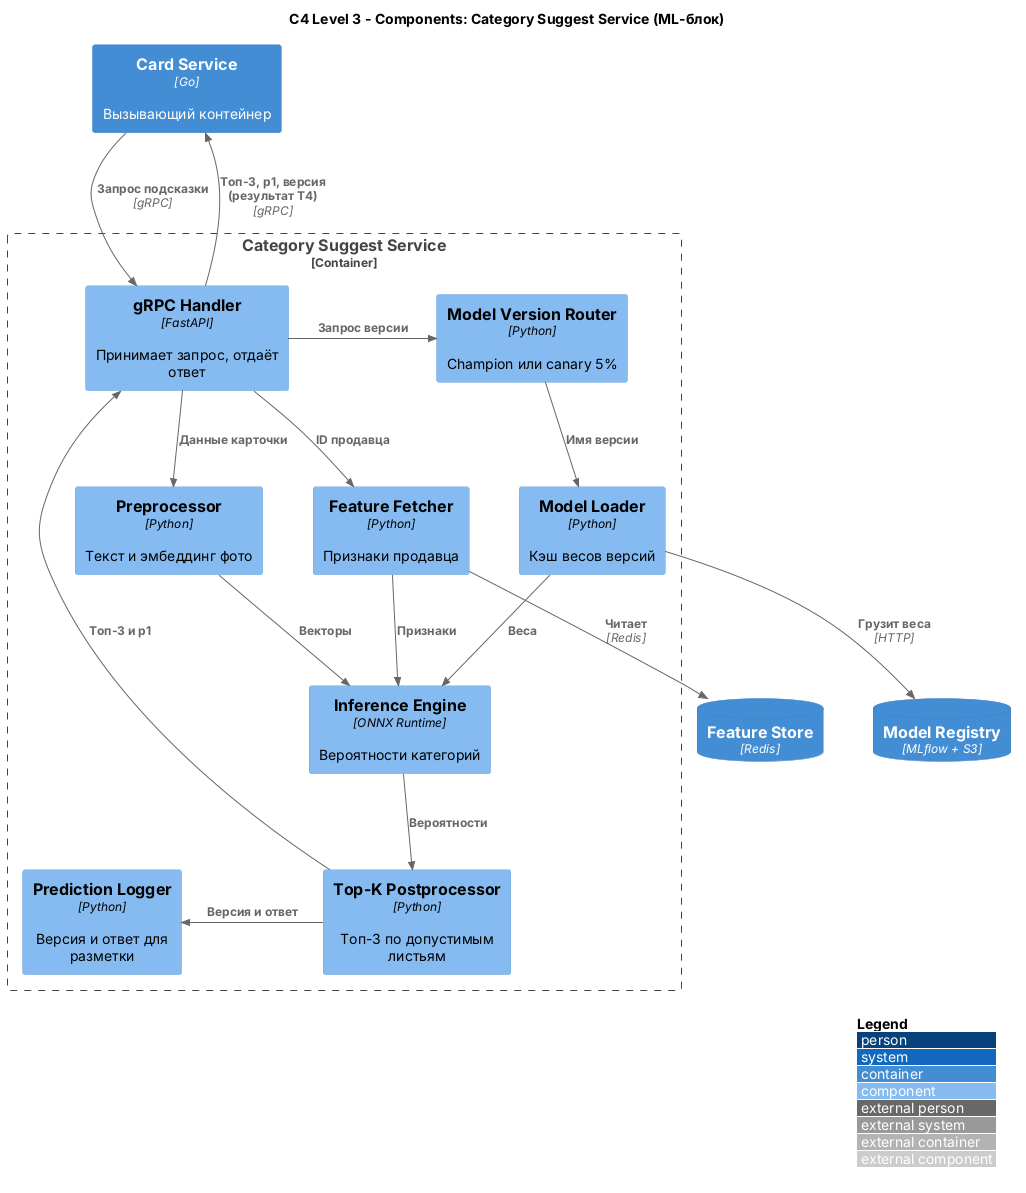 C4 Level 3 - Components: Category Suggest Service (ML-блок)
Card Service
[Go]
Вызывающий контейнер
Запрос подсказки
[gRPC]
Топ-3, p1, версия
(результат T4)
[gRPC]
Category Suggest Service
[Container]
gRPC Handler
[FastAPI]
Принимает запрос, отдаёт
ответ
Запрос версии
Model Version Router
[Python]
Champion или canary 5%
Данные карточки
ID продавца
Имя версии
Preprocessor
[Python]
Текст и эмбеддинг фото
Feature Fetcher
[Python]
Признаки продавца
Model Loader
[Python]
Кэш весов версий
Топ-3 и p1
Векторы
Признаки
Веса
Читает
[Redis]
Грузит веса
[HTTP]
Inference Engine
[ONNX Runtime]
Вероятности категорий
Feature Store
[Redis]
Model Registry
[MLflow + S3]
Вероятности
Prediction Logger
[Python]
Версия и ответ для
разметки
Версия и ответ
Top-K Postprocessor
[Python]
Топ-3 по допустимым
листьям
Legend
person
system
container
component
external person
external system
external container
external component